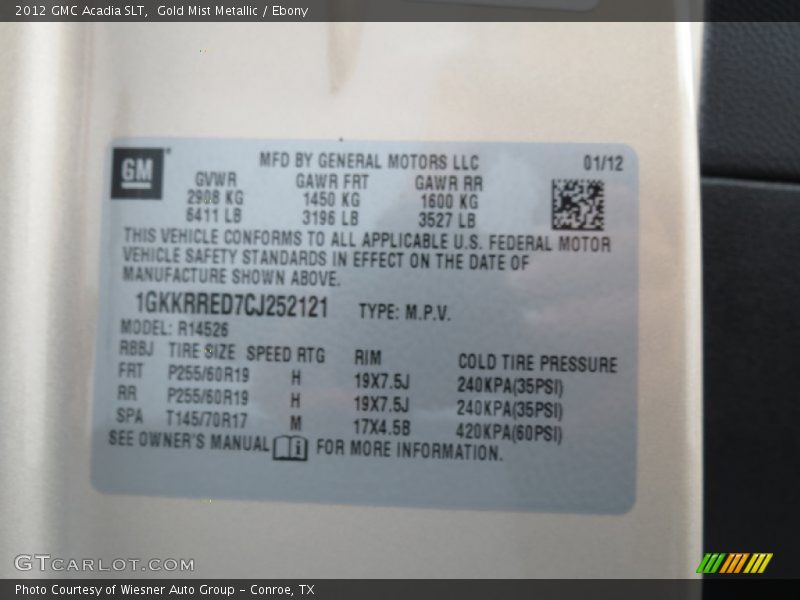 2012 GMC Acadia SLT, Gold Mist Metallic / Ebony
GM
MFD BY GENERAL MOTORS LLC 01/12
GVWR GAWR FRT GAWR RR
2908 KG 1450 KG 1600 KG
6411 LB 3196 LB 3527 LB
THIS VEHICLE CONFORMS TO ALL APPLICABLE U.S. FEDERAL MOTOR
VEHICLE SAFETY STANDARDS IN EFFECT ON THE DATE OF
MANUFACTURE SHOWN ABOVE.
1GKKRRED7CJ252121 TYPE: M.P.V.
MODEL: R14526
RBBJ TIRE SIZE SPEED RTG RIM COLD TIRE PRESSURE
FRT P255/60R19 H 19X7.5J 240KPA(35PSI)
RR P255/60R19 H 19X7.5J 240KPA(35PSI)
SPA T145/70R17 M 17X4.5B 420KPA(60PSI)
SEE OWNER'S MANUAL i FOR MORE INFORMATION.
GTCARLOT.COM
Photo Courtesy of Wiesner Auto Group - Conroe, TX